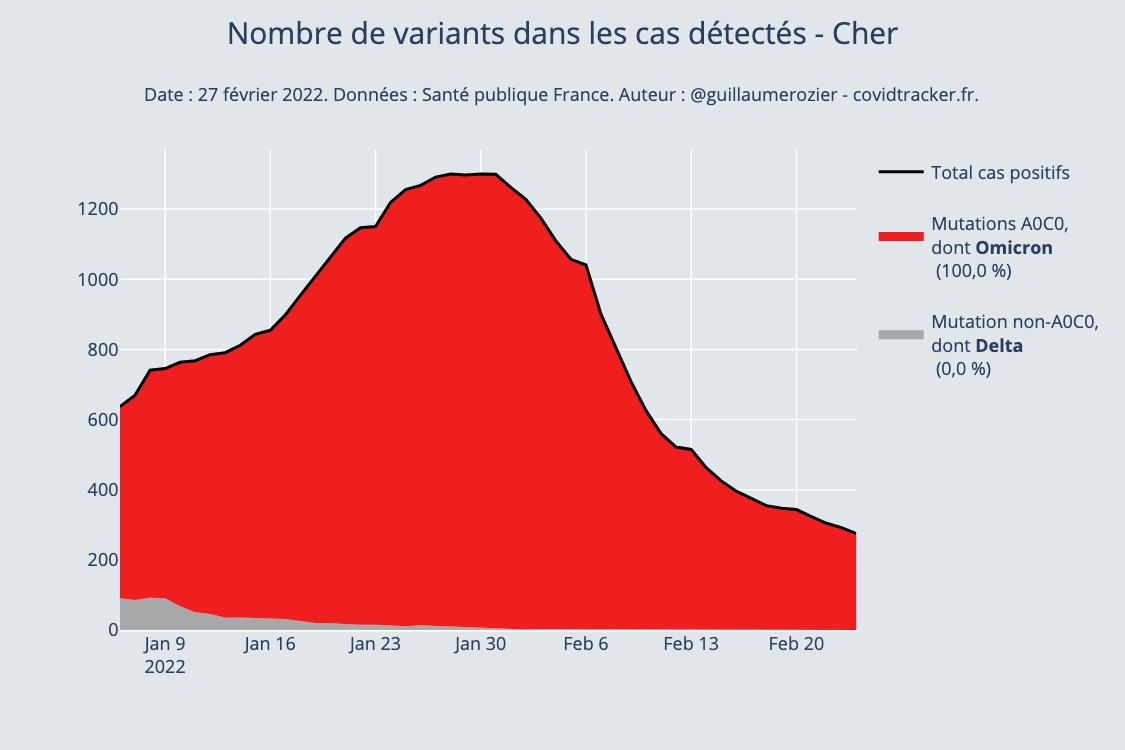 Nombre de variants dans les cas détectés - Cher
Date : 27 février 2022. Données : Santé publique France. Auteur : @guillaumerozier - covidtracker.fr.
Total cas positifs
Mutations A0C0,
dont Omicron
(100,0 %)
Mutation non-A0C0,
dont Delta
(0,0 %)
1200
1000
800
600
400
200
0
Jan 9 Jan 16 Jan 23 Jan 30 Feb 6 Feb 13 Feb 20
2022